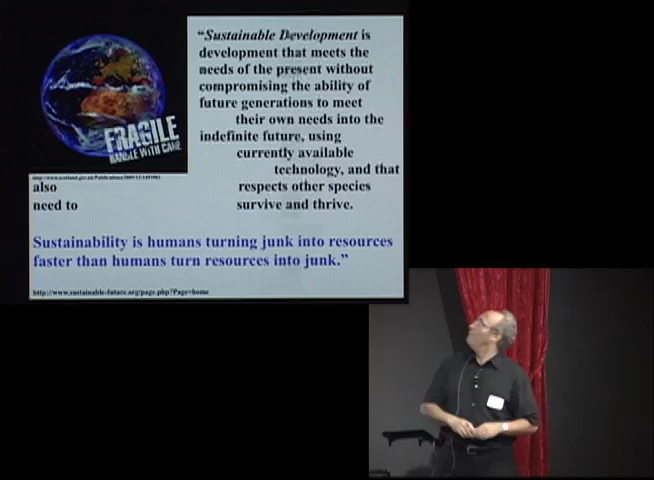 FRAGILE
HANDLE WITH CARE
“Sustainable Development is
development that meets the
needs of the present without
compromising the ability of
future generations to meet
their own needs into the
indefinite future, using
currently available
technology, and that
also respects other species
need to survive and thrive.
Sustainability is humans turning junk into resources
faster than humans turn resources into junk.”
http://www.sustainable-future.org/page.php?Page=home